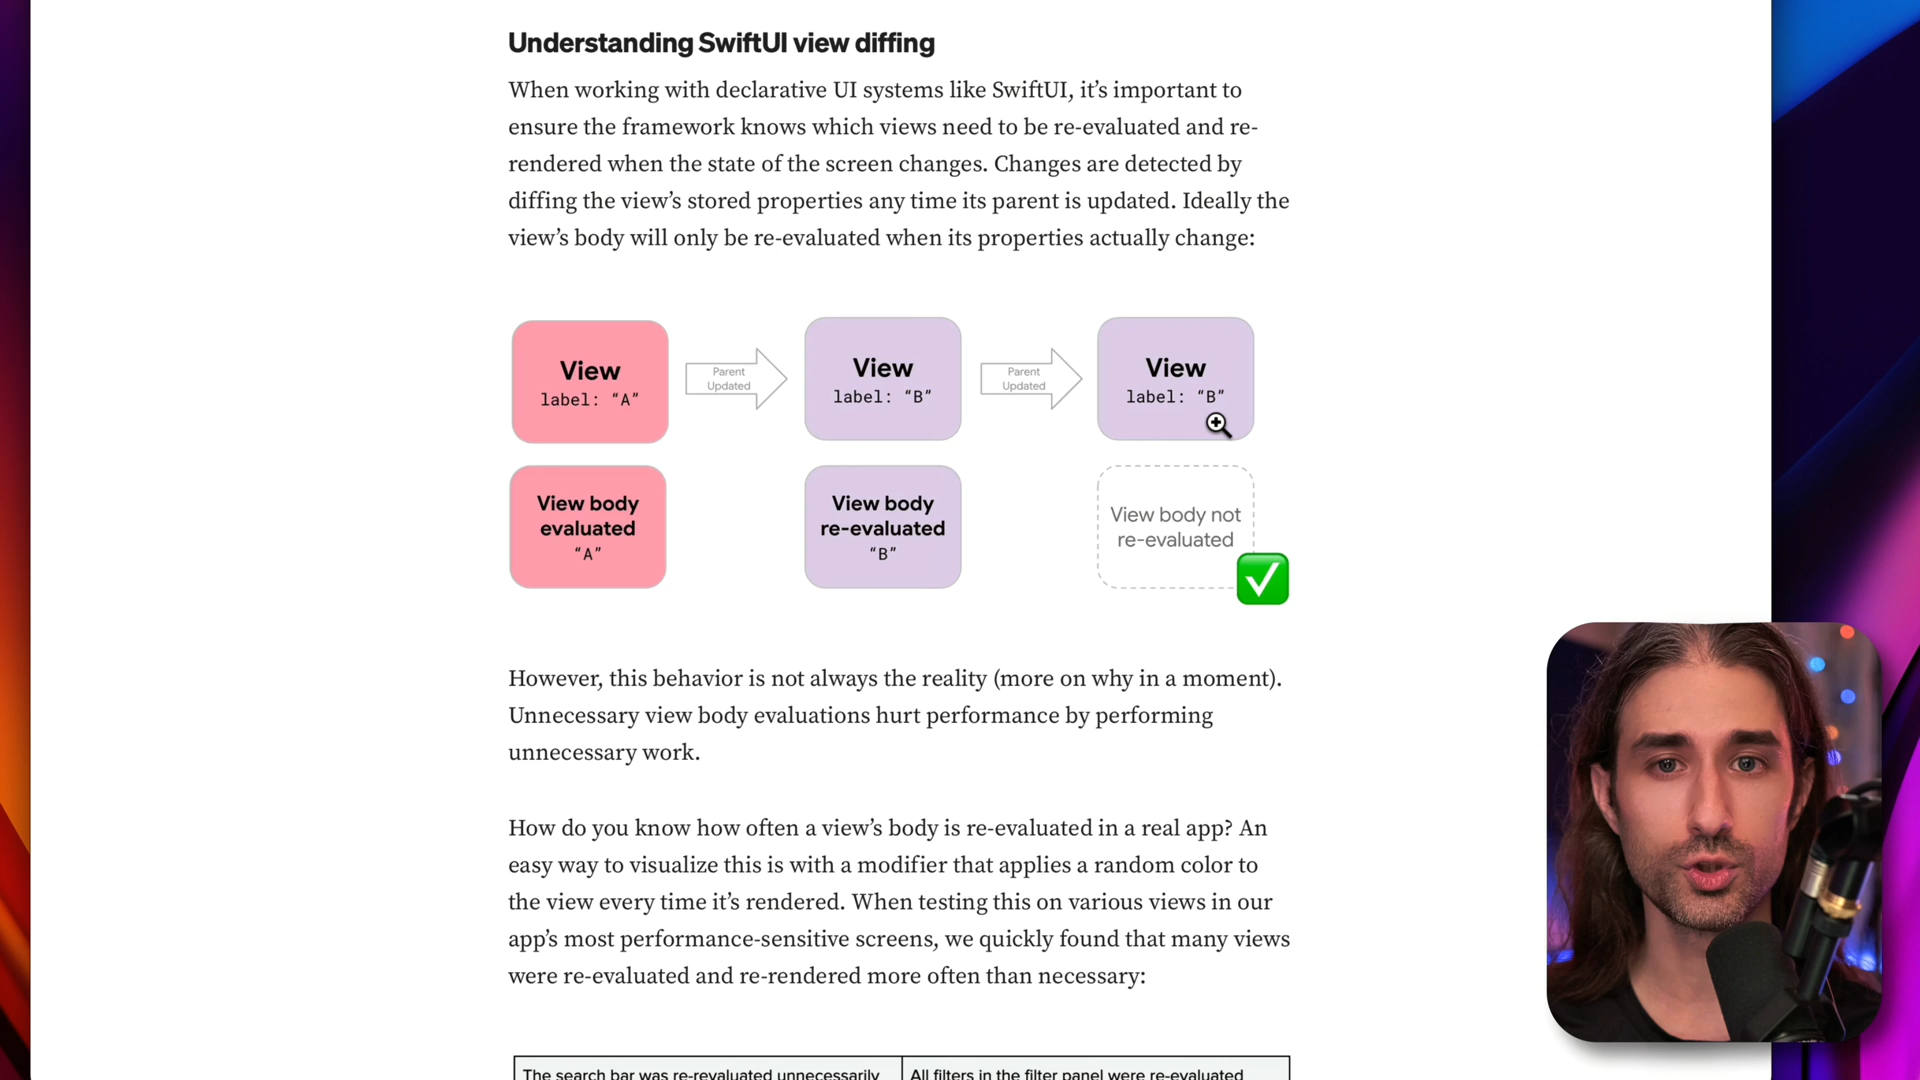 Understanding SwiftUI view diffing
When working with declarative UI systems like SwiftUI, it’s important to
ensure the framework knows which views need to be re-evaluated and re-
rendered when the state of the screen changes. Changes are detected by
diffing the view’s stored properties any time its parent is updated. Ideally the
view’s body will only be re-evaluated when its properties actually change:
View
label: “A”
Parent
Updated
View
label: “B”
Parent
Updated
View
label: “B”
View body
evaluated
“A”
View body
re-evaluated
“B”
View body not
re-evaluated
However, this behavior is not always the reality (more on why in a moment).
Unnecessary view body evaluations hurt performance by performing
unnecessary work.
How do you know how often a view’s body is re-evaluated in a real app? An
easy way to visualize this is with a modifier that applies a random color to
the view every time it’s rendered. When testing this on various views in our
app’s most performance-sensitive screens, we quickly found that many views
were re-evaluated and re-rendered more often than necessary:
The search bar was re-revaluated unnecessarily
All filters in the filter panel were re-evaluated